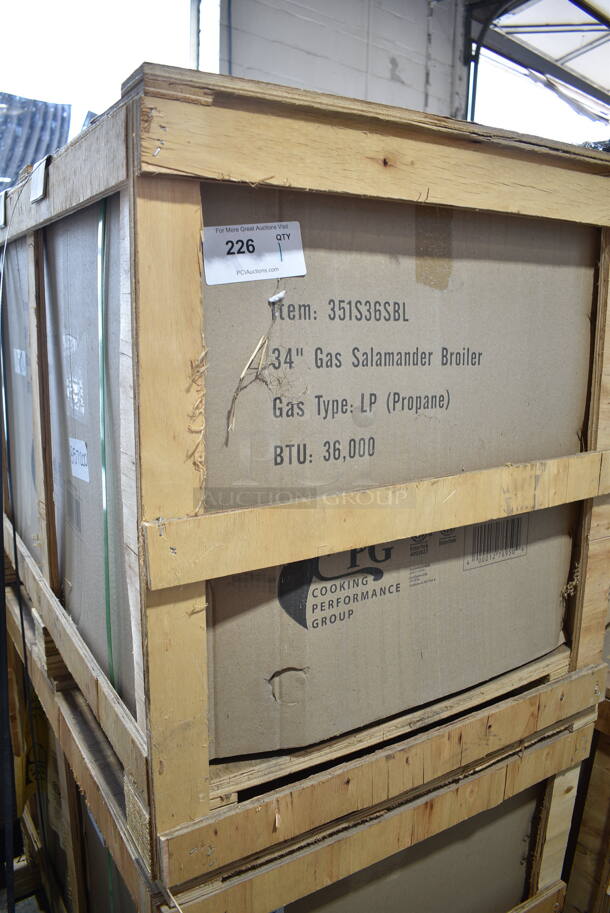 For More Great Auctions Visit
226 QTY
1
PCIAuctions.com
Item: 351S36SBL
34" Gas Salamander Broiler
Gas Type: LP (Propane)
BTU: 36,000
PCI
AUCTION GROUP
CPG
COOKING
PERFORMANCE
GROUP